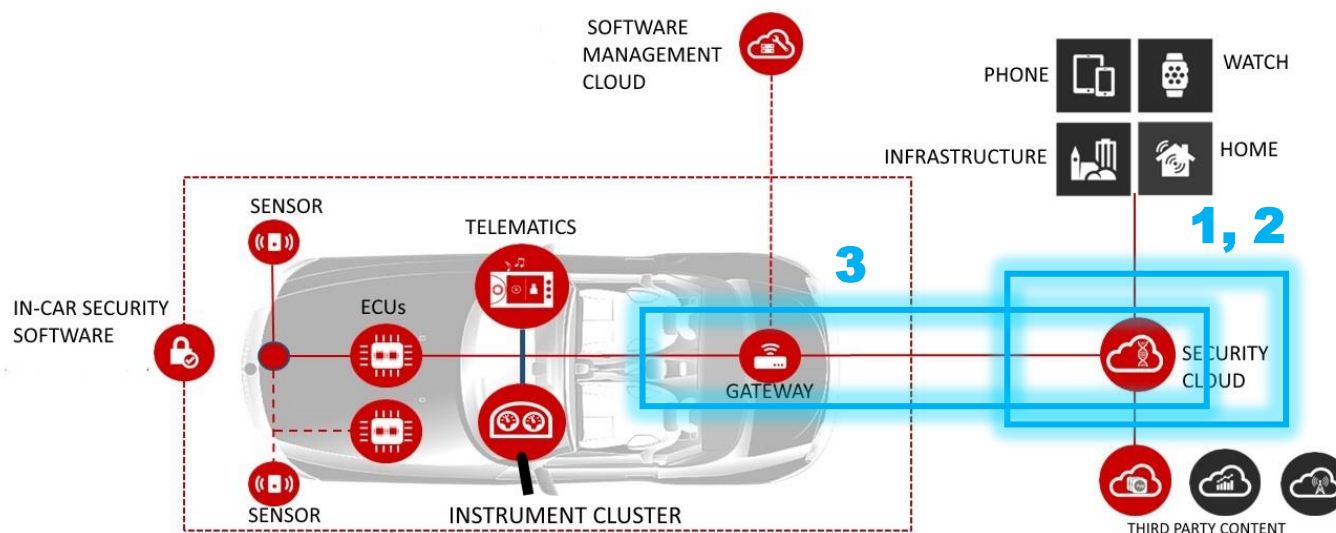 SOFTWARE
MANAGEMENT
CLOUD
PHONE
WATCH
INFRASTRUCTURE
HOME
1, 2
SENSOR
TELEMATICS
3
IN-CAR SECURITY
SOFTWARE
ECUs
SECURITY
CLOUD
GATEWAY
SENSOR
INSTRUMENT CLUSTER
THIRD PARTY CONTENT